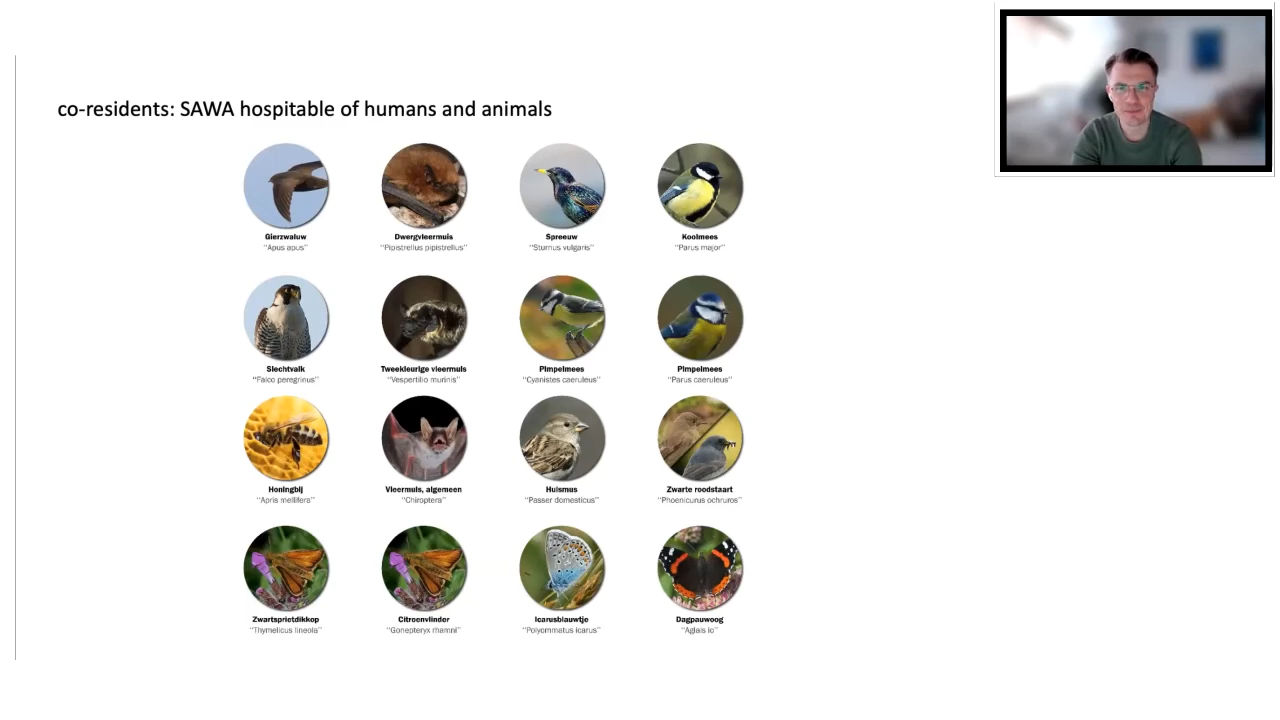 co-residents: SAWA hospitable of humans and animals
Gierzwaluw
"Apus apus"
Dwergvleermuis
"Pipistrellus pipistrellus"
Spreeuw
"Sturnus vulgaris"
Koolmees
"Parus major"
Slechtvalk
"Falco peregrinus"
Tweekleurige vleermuis
"Vespertilio murinis"
Pimpelmees
"Cyanistes caeruleus"
Pimpelmees
"Parus caeruleus"
Honingbij
"Apris mellifera"
Vleermuis, algemeen
"Chiroptera"
Huismus
"Passer domesticus"
Zwarte roodstaart
"Phoenicurus ochruros"
Zwartsprietdikkop
"Thymelicus lineola"
Citroenvlinder
"Gonepteryx rhamni"
Icarusblauwtje
"Polyommatus icarus"
Dagpauwoog
"Aglais io"